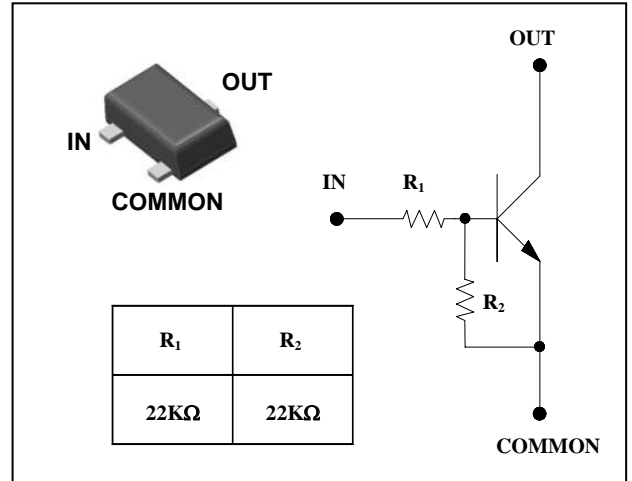 OUT
OUT
IN
COMMON
IN
R₁
R₂
R₁ R₂
22KΩ 22KΩ
COMMON